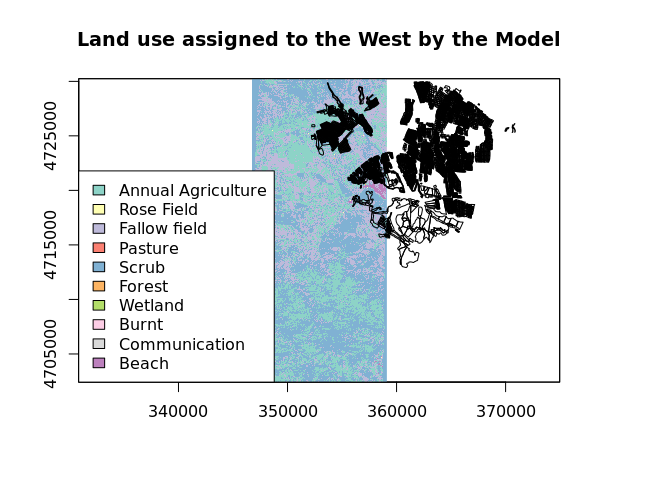 Land use assigned to the West by the Model
4725000
4715000
4705000
Annual Agriculture
Rose Field
Fallow field
Pasture
Scrub
Forest
Wetland
Burnt
Communication
Beach
340000 350000 360000 370000